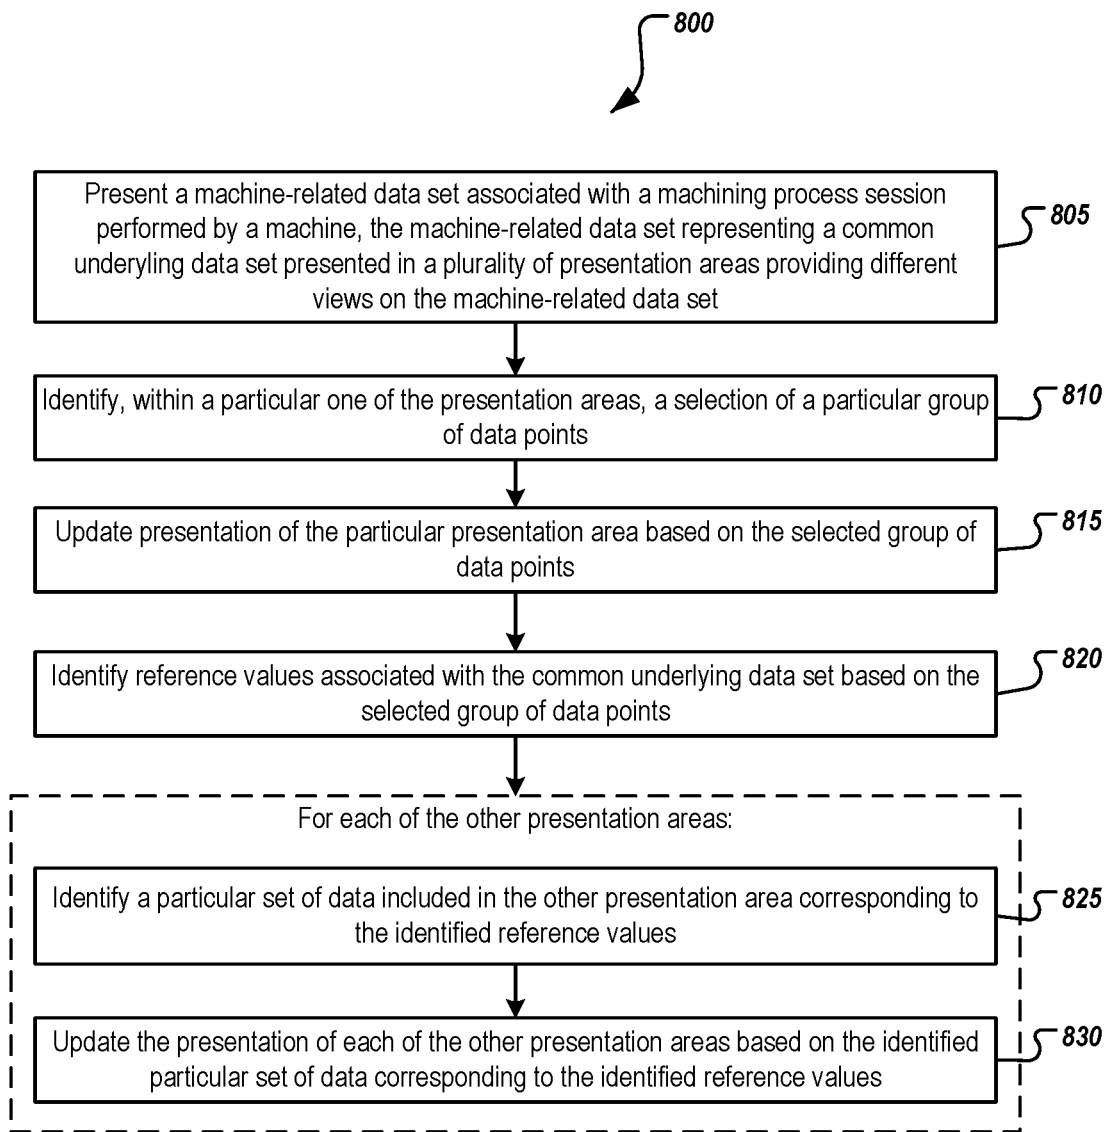 800
Present a machine-related data set associated with a machining process session
performed by a machine, the machine-related data set representing a common
underyling data set presented in a plurality of presentation areas providing different
views on the machine-related data set
805
Identify, within a particular one of the presentation areas, a selection of a particular group
of data points
810
Update presentation of the particular presentation area based on the selected group of
data points
815
Identify reference values associated with the common underlying data set based on the
selected group of data points
820
For each of the other presentation areas:
Identify a particular set of data included in the other presentation area corresponding to
the identified reference values
825
Update the presentation of each of the other presentation areas based on the identified
particular set of data corresponding to the identified reference values
830